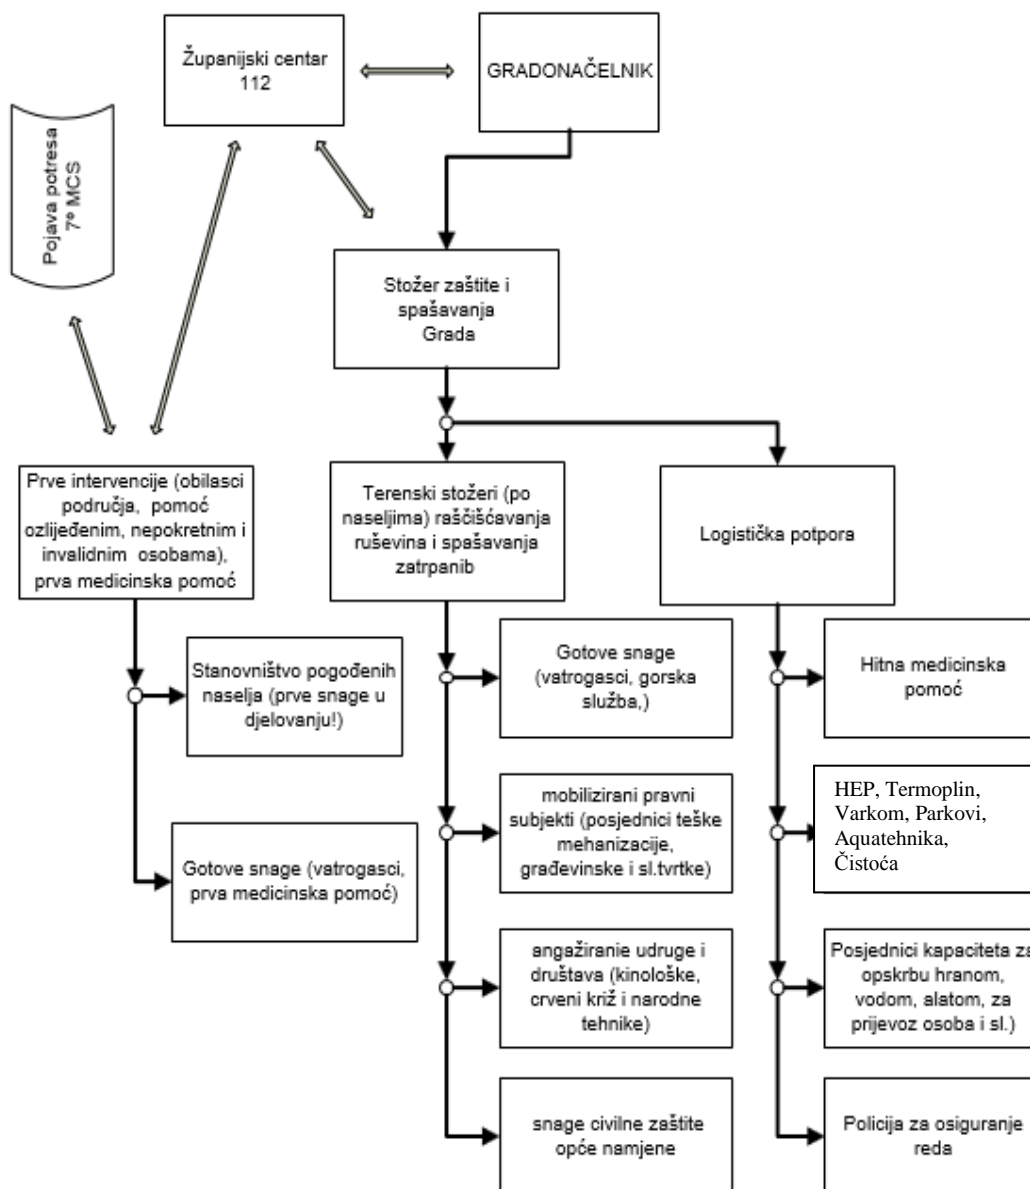 Županijski centar
112
GRADONAČELNIK
Pojava potresa
7º MCS
Stožer zaštite i
spašavanja
Grada
Prve intervencije (obilasci
područja, pomoć
ozlijeđenim, nepokretnim i
invalidnim osobama),
prva medicinska pomoć
Terenski stožeri (po
naseljima) raščišćavanja
ruševina i spašavanja
zatrpanib
Logistička potpora
Stanovništvo pogođenih
naselja (prve snage u
djelovanju!)
Gotove snage (vatrogasci,
prva medicinska pomoć)
Gotove snage
(vatrogasci, gorska
služba,)
mobilizirani pravni
subjekti (posjednici teške
mehanizacije,
građevinske i sl.tvrtke)
angažiranje udruge i
društava (kinološke,
crveni križ i narodne
tehnike)
snage civilne zaštite
opće namjene
Hitna medicinska
pomoć
HEP, Termoplin,
Varkom, Parkovi,
Aquatehnika,
Čistoća
Posjednici kapaciteta za
opskrbu hranom,
vodom, alatom, za
prijevoz osoba i sl.)
Policija za osiguranje
reda